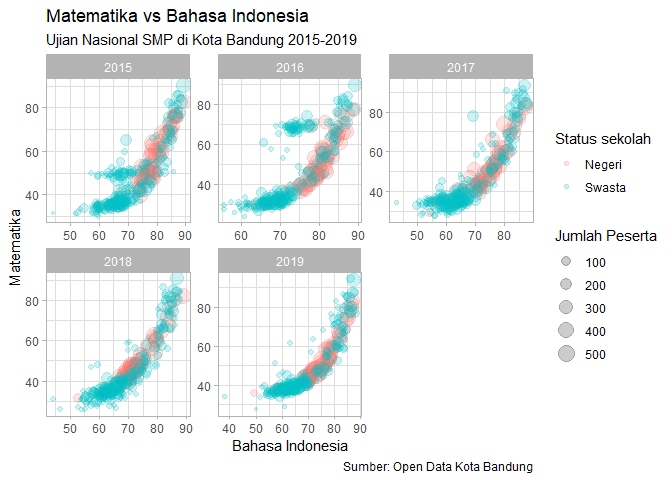 Matematika vs Bahasa Indonesia
Ujian Nasional SMP di Kota Bandung 2015-2019
2015
2016
2017
80
60
40
80
60
40
80
60
40
50 60 70 80 90
60 70 80 90
50 60 70 80
2018
2019
80
60
40
80
60
40
50 60 70 80 90
40 50 60 70 80 90
Matematika
Bahasa Indonesia
Status sekolah
Negeri
Swasta
Jumlah Peserta
100
200
300
400
500
Sumber: Open Data Kota Bandung